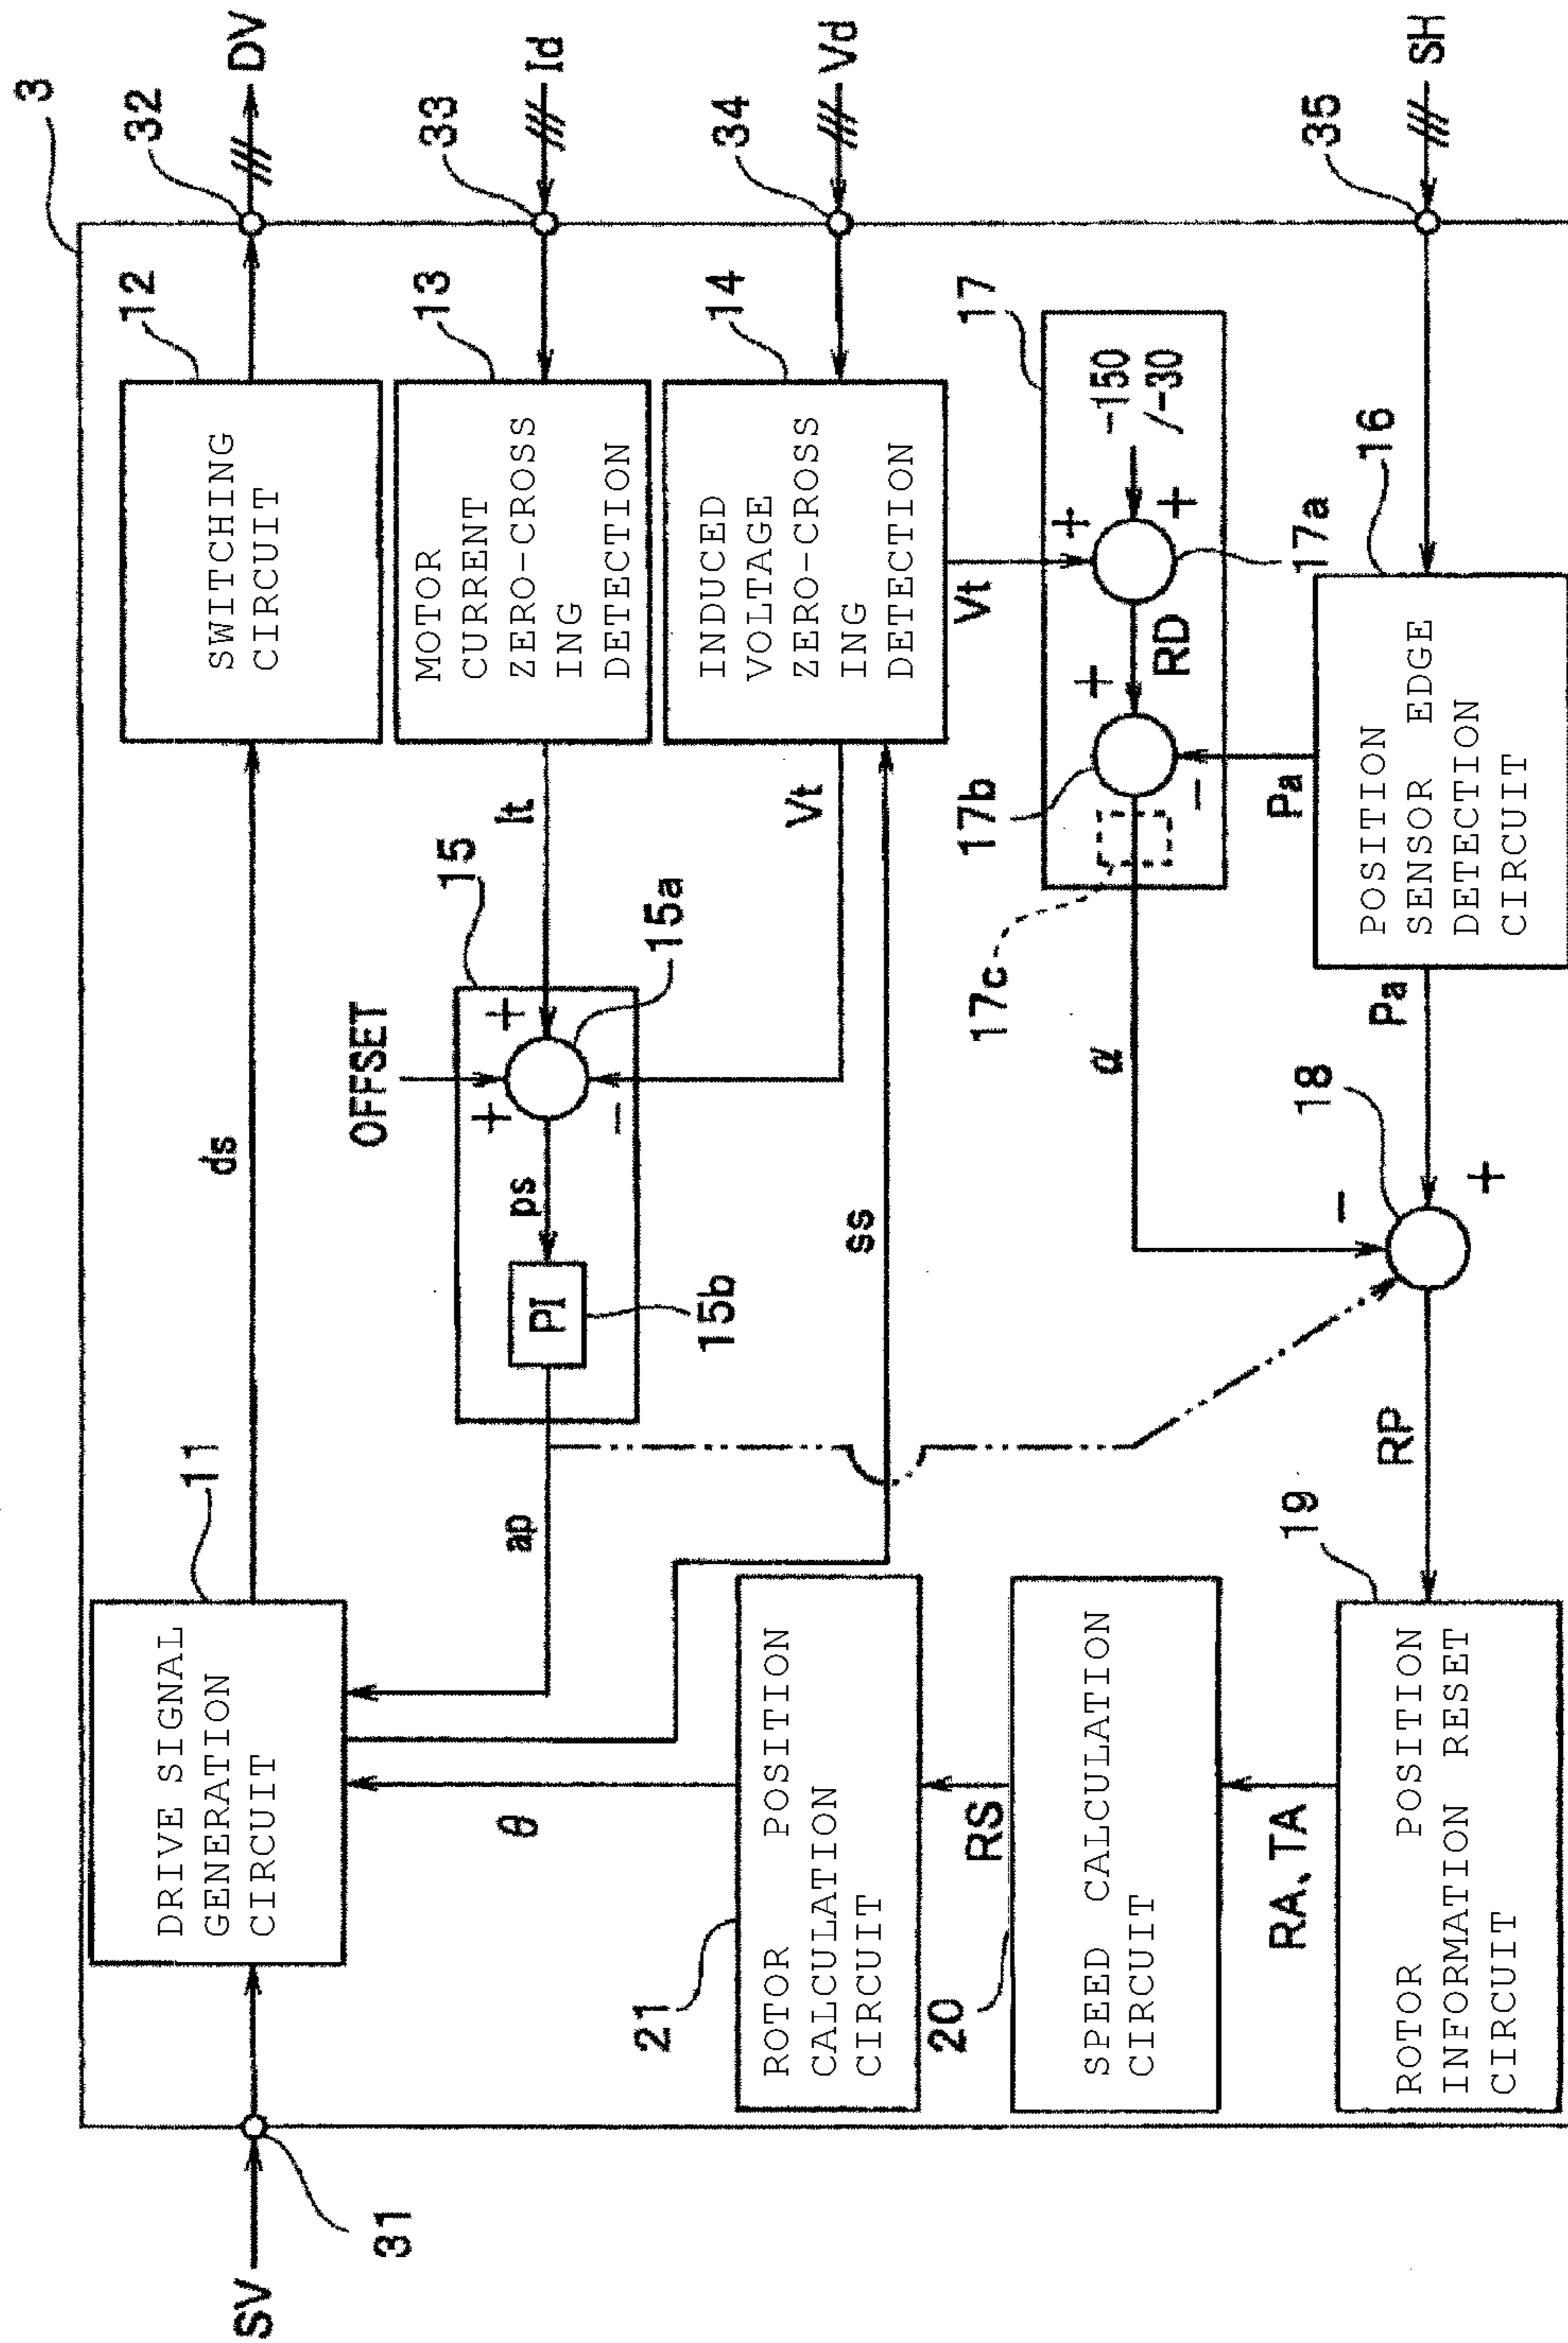 3
SV
31
11
DRIVE SIGNAL
GENERATION
CIRCUIT
ds
12
SWITCHING
CIRCUIT
32
DV
13
MOTOR
CURRENT
ZERO-CROSS
ING
DETECTION
33
Id
It
14
INDUCED
VOLTAGE
ZERO-CROSS
ING
DETECTION
34
Vd
Vt
Vt
OFFSET
15
+
+
−
15a
ps
PI
15b
ap
ss
θ
17
-150
/-30
+
+
17a
RD
+
−
17b
17c
α
21
ROTOR POSITION
CALCULATION
CIRCUIT
RS
20
SPEED CALCULATION
CIRCUIT
RA、TA
19
ROTOR POSITION
INFORMATION RESET
CIRCUIT
RP
18
−
+
Pa
Pa
16
POSITION
SENSOR EDGE
DETECTION
CIRCUIT
35
SH